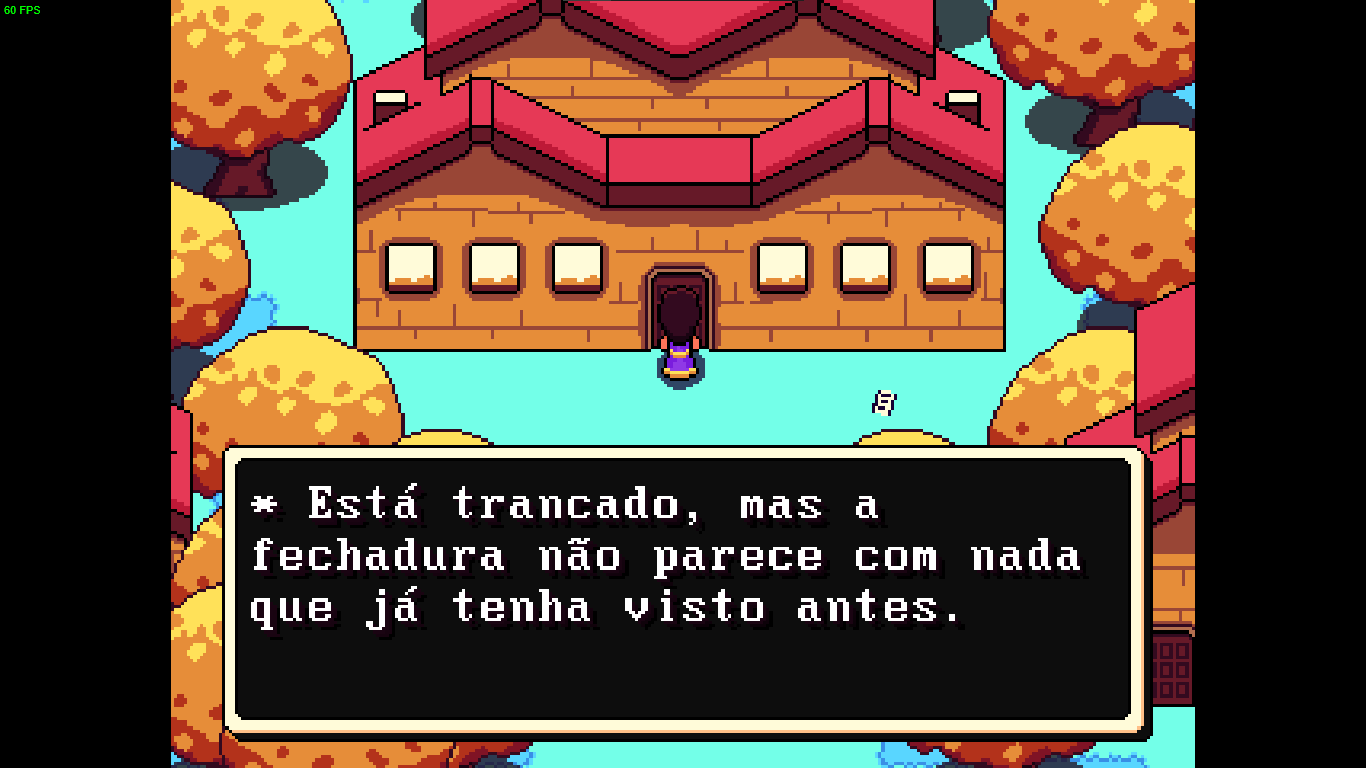 60 FPS
* Está trancado, mas a
fechadura não parece com nada
que já tenha visto antes.